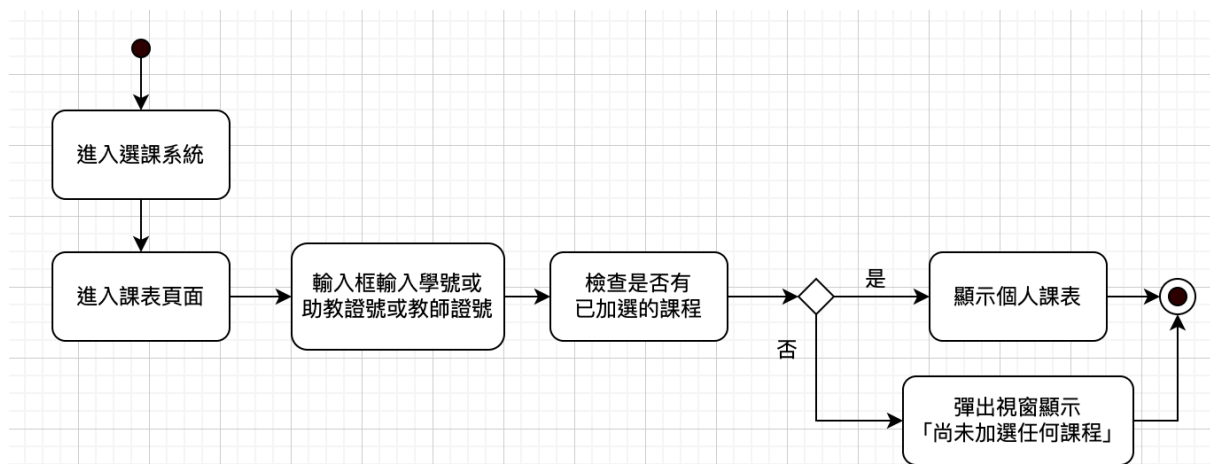 進入選課系統
進入課表頁面
輸入框輸入學號或
助教證號或教師證號
檢查是否有
已加選的課程
是
否
顯示個人課表
彈出視窗顯示
「尚未加選任何課程」